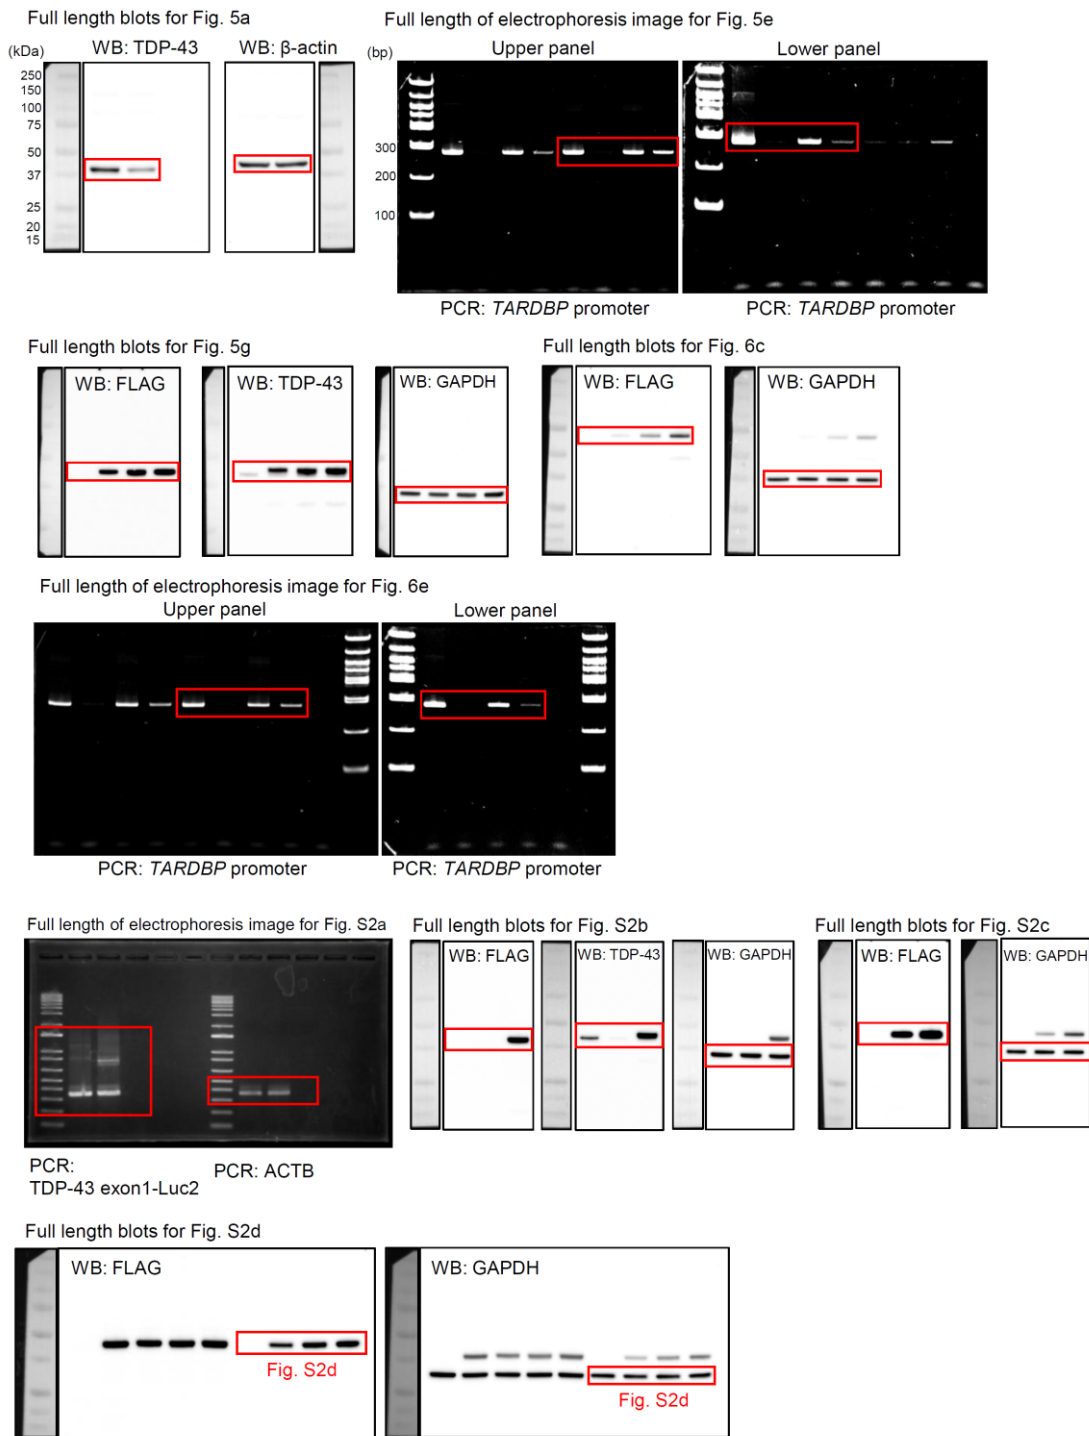 Full length blots for Fig. 5a
(kDa)
WB: TDP-43
WB: β-actin
250
150
100
75
50
37
25
20
15
Full length of electrophoresis image for Fig. 5e
(bp)
Upper panel
Lower panel
300
200
100
PCR: TARDBP promoter
PCR: TARDBP promoter
Full length blots for Fig. 5g
WB: FLAG
WB: TDP-43
WB: GAPDH
Full length blots for Fig. 6c
WB: FLAG
WB: GAPDH
Full length of electrophoresis image for Fig. 6e
Upper panel
Lower panel
PCR: TARDBP promoter
PCR: TARDBP promoter
Full length of electrophoresis image for Fig. S2a
PCR:
TDP-43 exon1-Luc2
PCR: ACTB
Full length blots for Fig. S2b
WB: FLAG
WB: TDP-43
WB: GAPDH
Full length blots for Fig. S2c
WB: FLAG
WB: GAPDH
Full length blots for Fig. S2d
WB: FLAG
Fig. S2d
WB: GAPDH
Fig. S2d